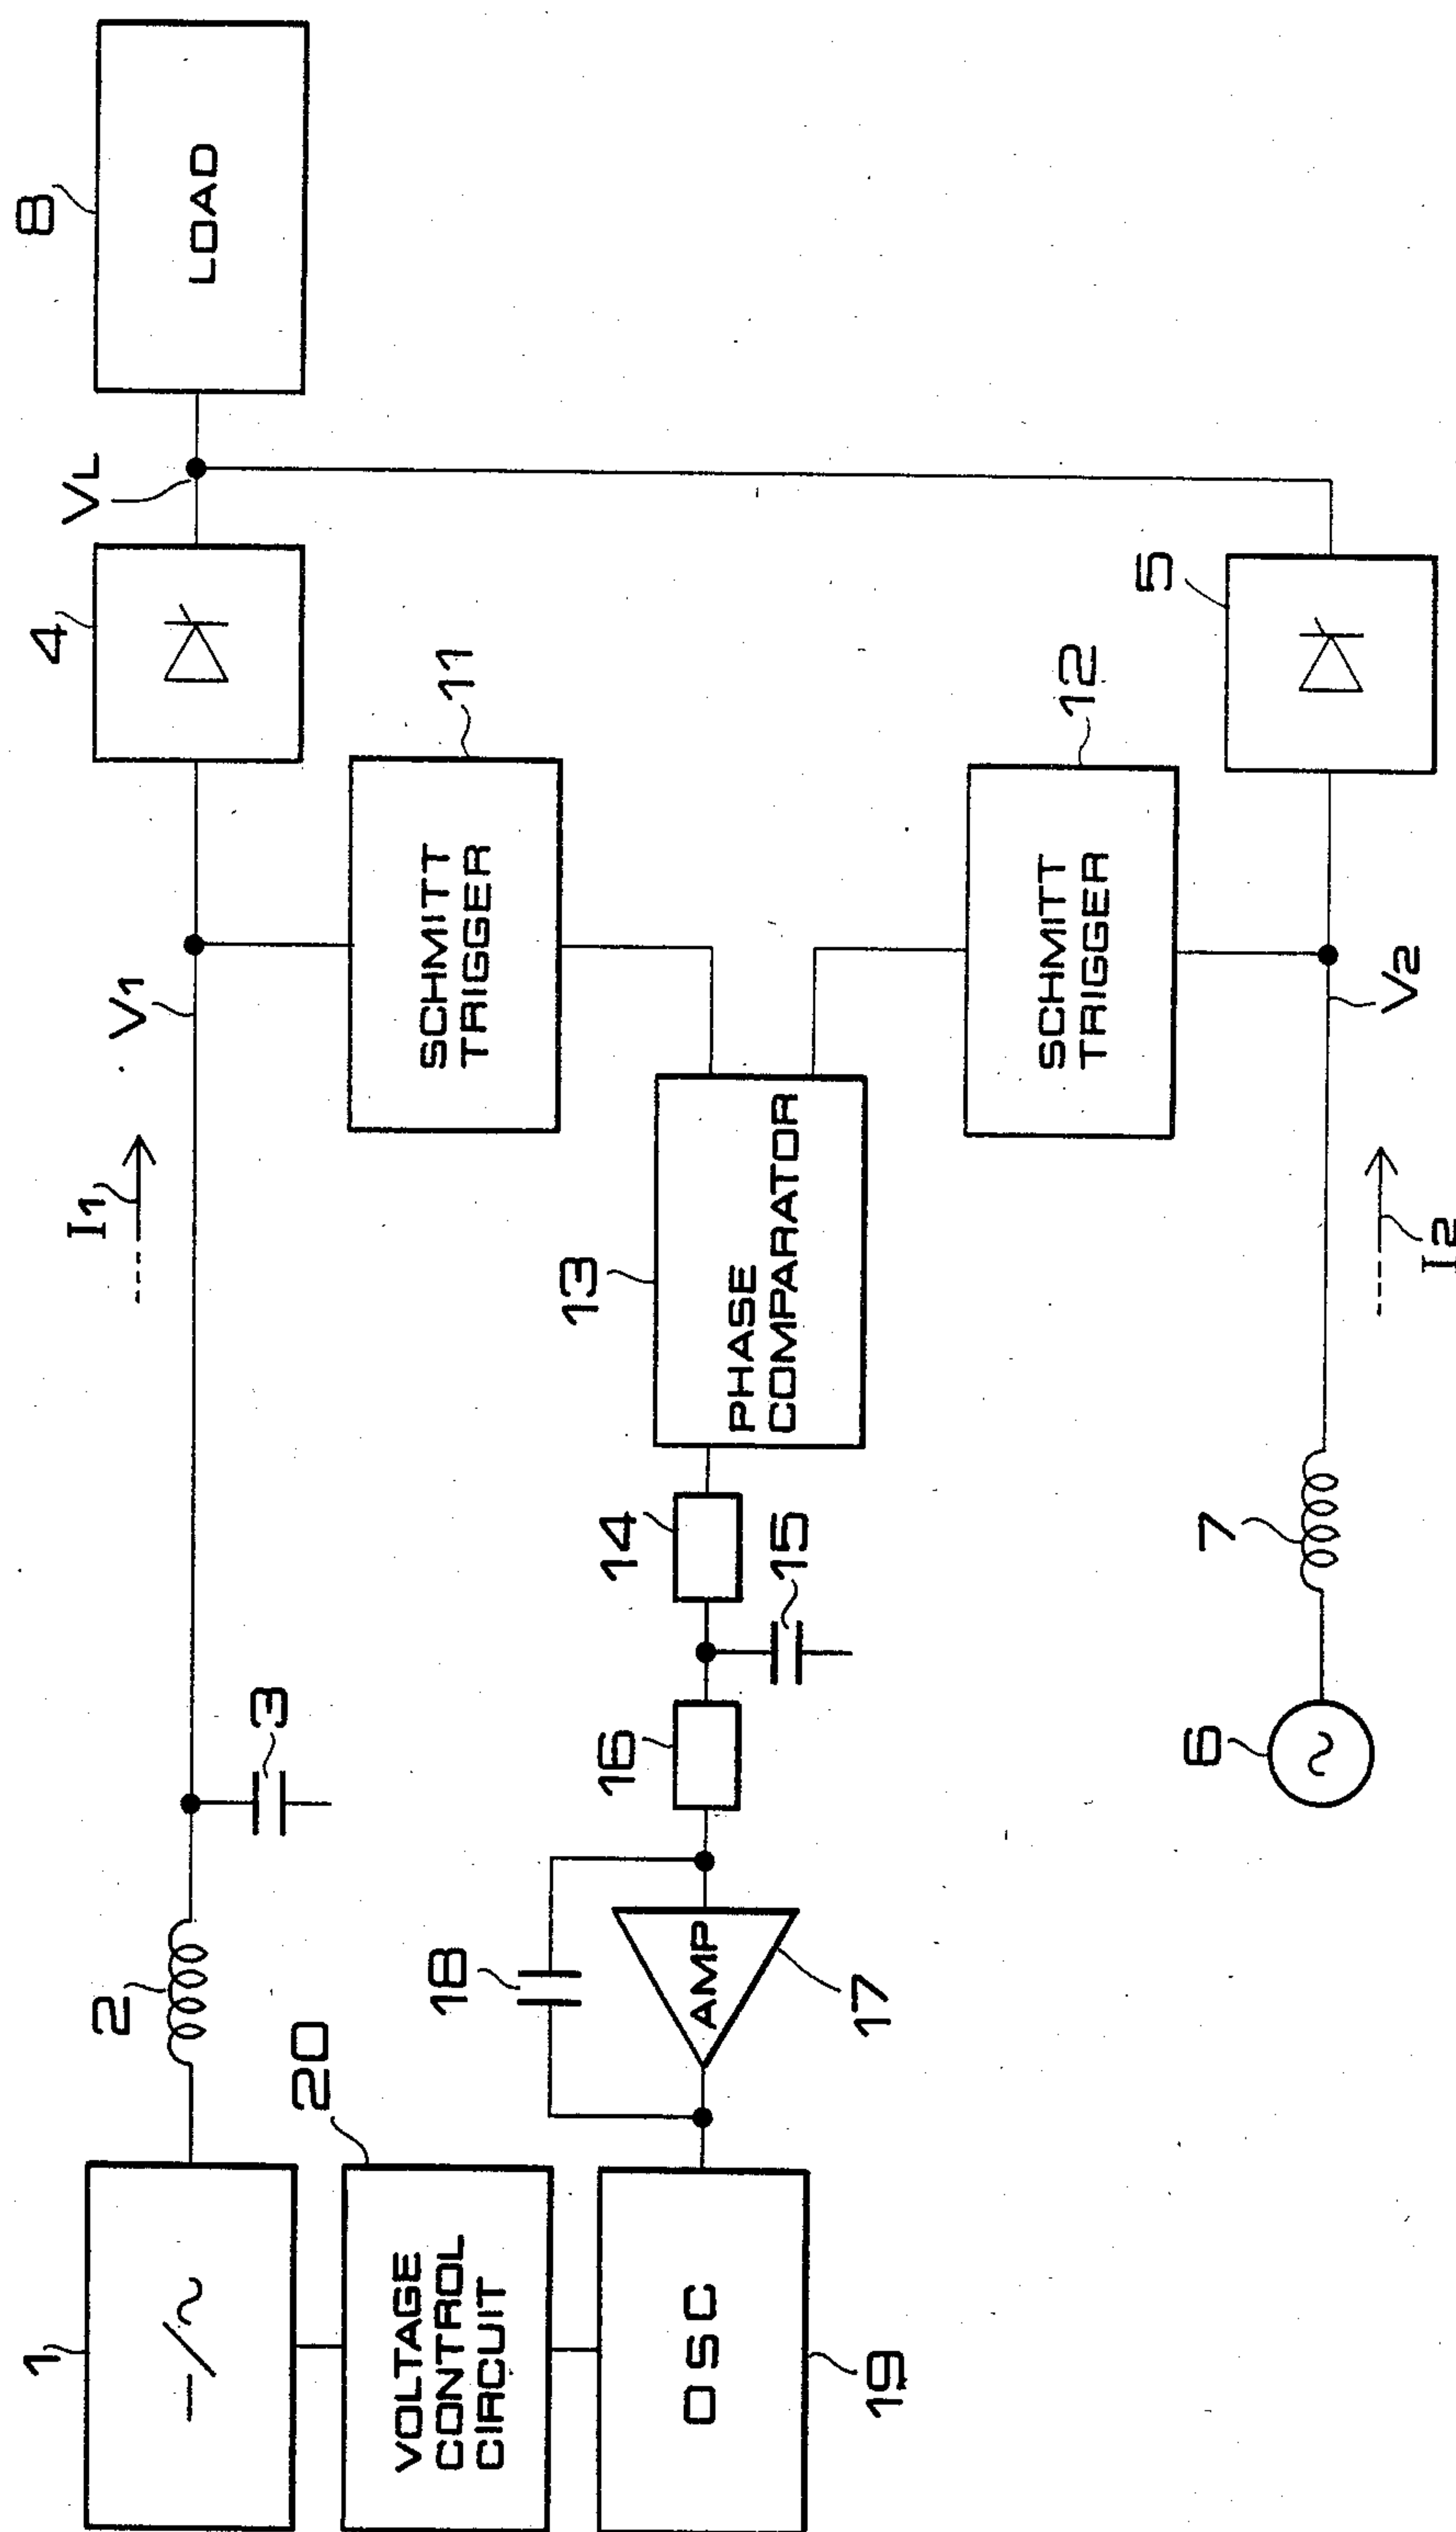 8
LOAD
VL
4
5
11
12
SCHMITT
TRIGGER
SCHMITT
TRIGGER
V1
V2
I1
I2
13
PHASE
COMPARATOR
14
15
16
3
7
6
2
18
AMP
17
20
1
VOLTAGE
CONTROL
CIRCUIT
OSC
19